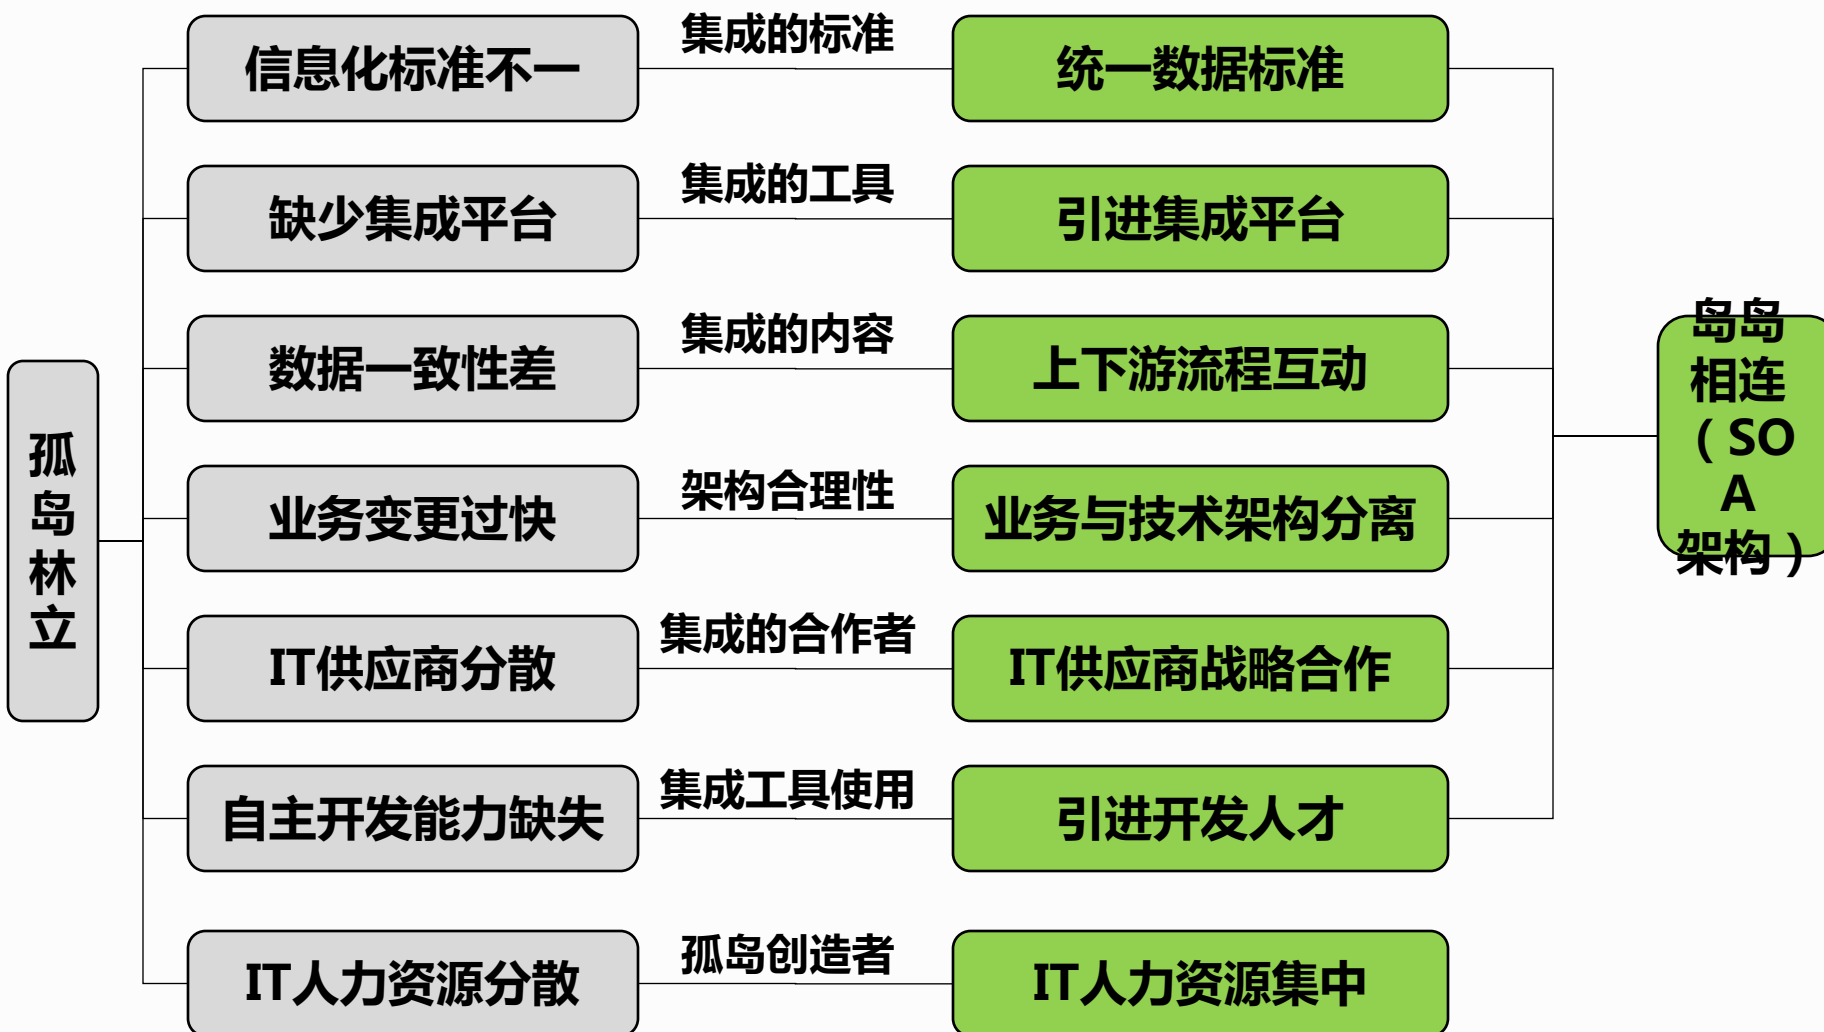 孤
岛
林
立
信息化标准不一
集成的标准
统一数据标准
缺少集成平台
集成的工具
引进集成平台
数据一致性差
集成的内容
上下游流程互动
业务变更过快
架构合理性
业务与技术架构分离
IT供应商分散
集成的合作者
IT供应商战略合作
自主开发能力缺失
集成工具使用
引进开发人才
IT人力资源分散
孤岛创造者
IT人力资源集中
岛岛
相连
（SO
A
架构）